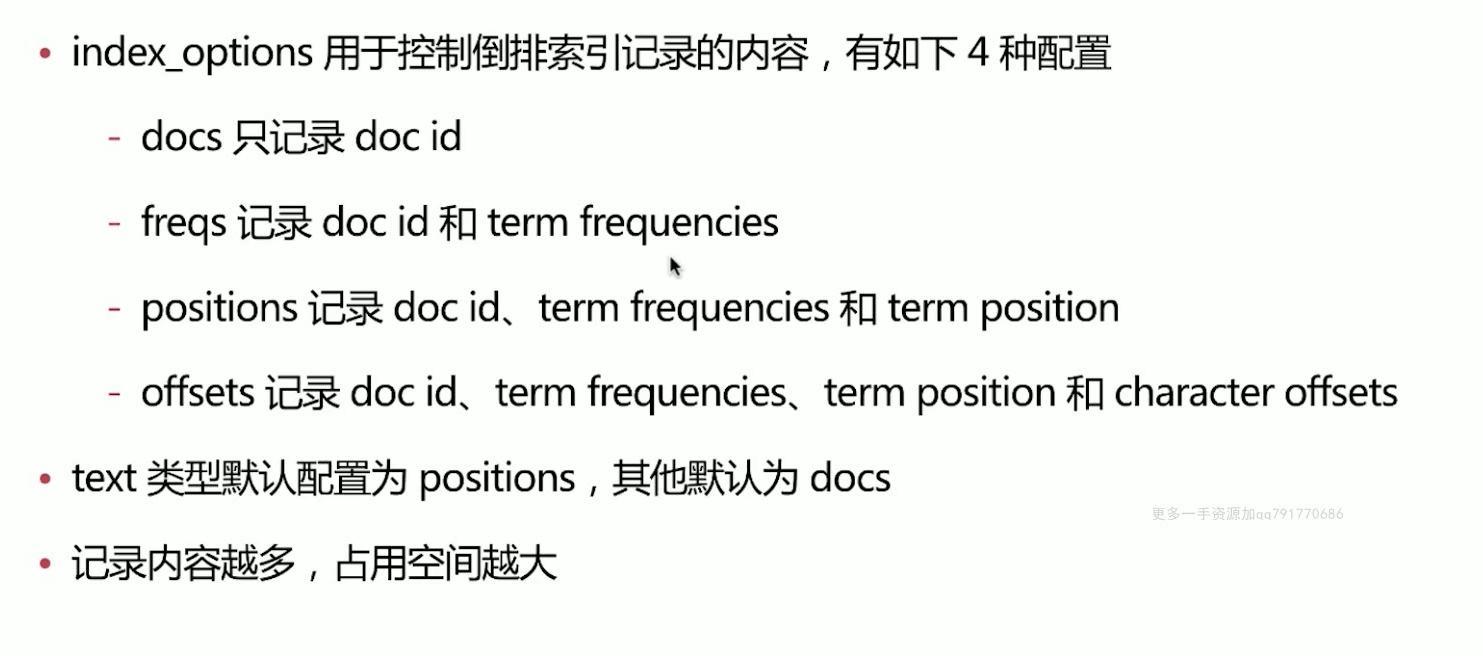 • index_options 用于控制倒排索引记录的内容，有如下 4 种配置
- docs 只记录 doc id
- freqs 记录 doc id 和 term frequencies
- positions 记录 doc id、term frequencies 和 term position
- offsets 记录 doc id、term frequencies、term position 和 character offsets
• text 类型默认配置为 positions，其他默认为 docs
更多一手资源加qq791770686
• 记录内容越多，占用空间越大